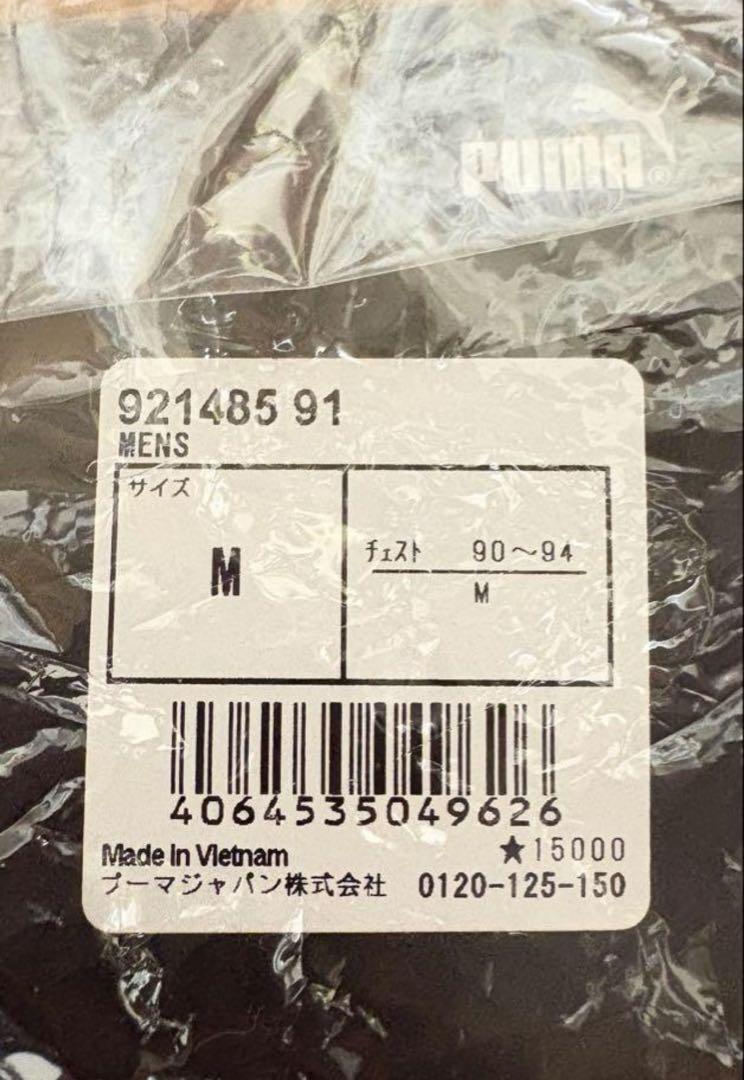 PUMA®
921485 91
MENS
サイズ
M
チェスト 90〜94
M
4064535049626
Made in Vietnam
★15000
プーマジャパン株式会社 0120-125-150